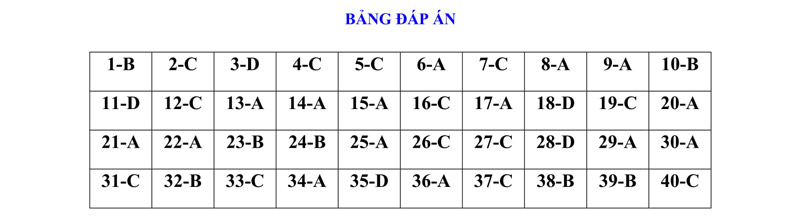 BẢNG ĐÁP ÁN
1-B 2-C 3-D 4-C 5-C 6-A 7-C 8-A 9-A 10-B
11-D 12-C 13-A 14-A 15-A 16-C 17-A 18-D 19-C 20-A
21-A 22-A 23-B 24-B 25-A 26-C 27-C 28-D 29-A 30-A
31-C 32-B 33-C 34-A 35-D 36-A 37-C 38-B 39-B 40-C